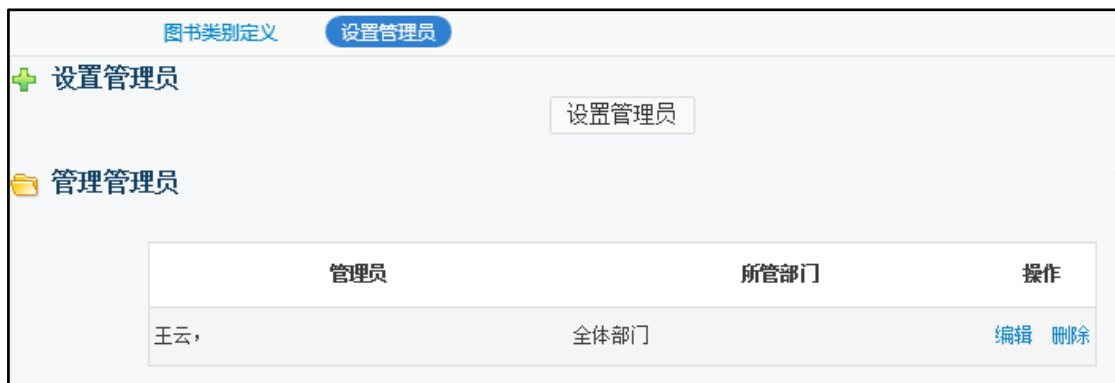 图书类别定义 设置管理员
设置管理员
设置管理员
管理管理员
管理员 所管部门 操作
王云， 全体部门 编辑 删除